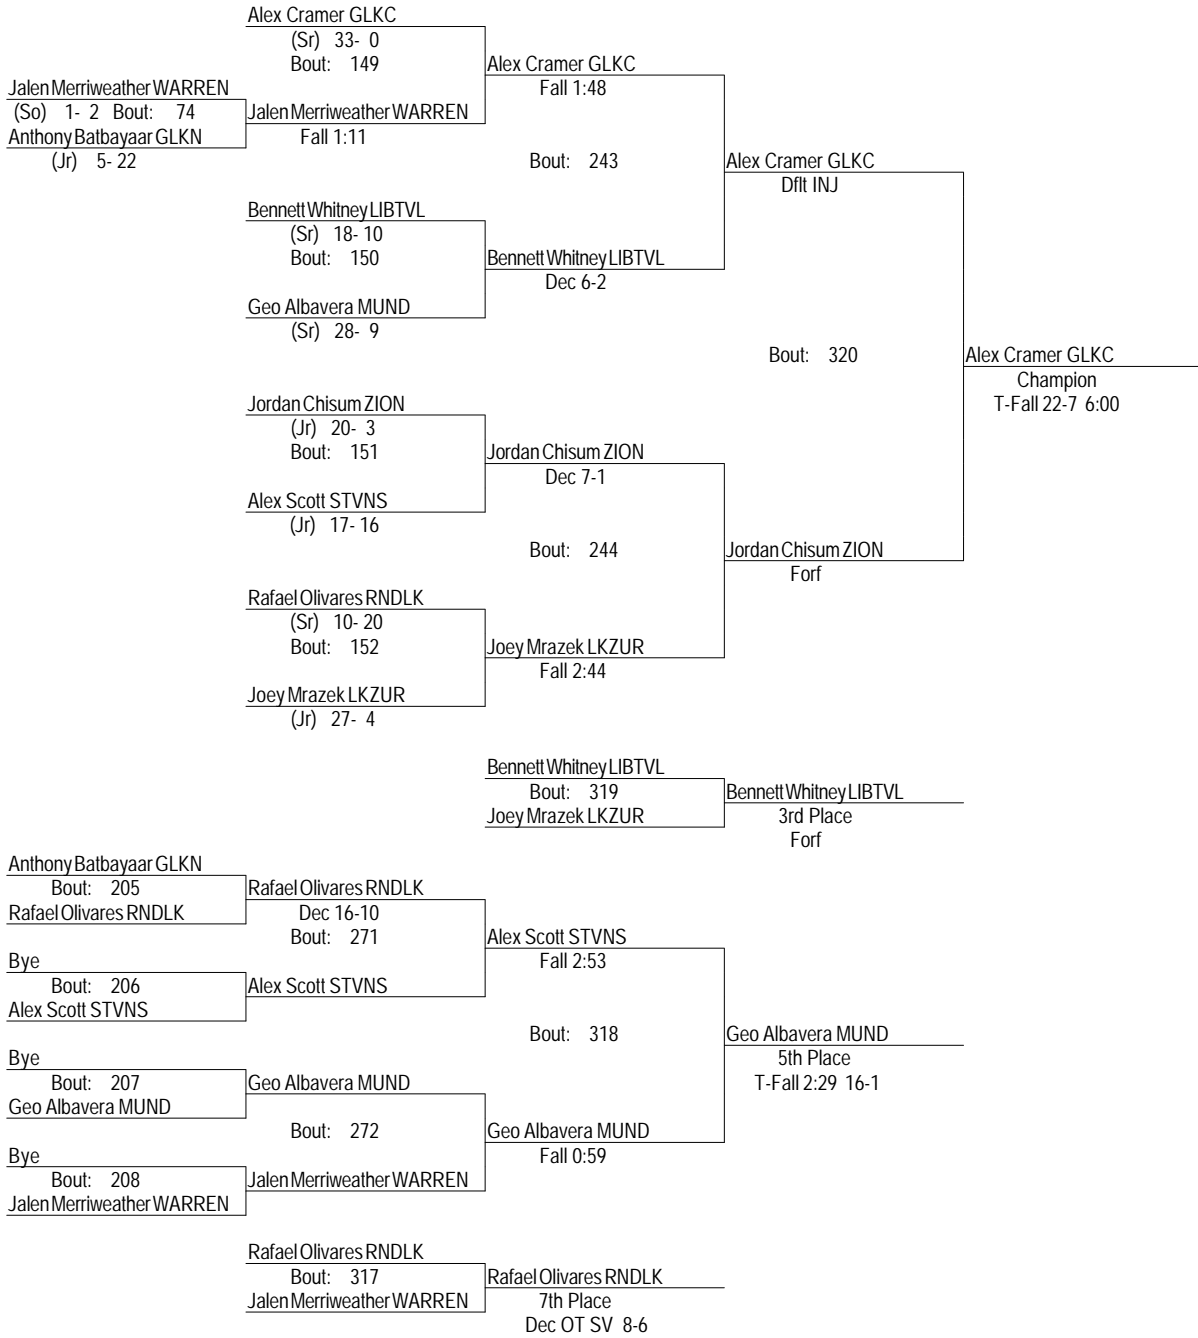 Alex Cramer GLKC
(Sr) 33- 0
Bout: 149
Alex Cramer GLKC
Fall 1:48
Jalen Merriweather WARREN
(So) 1- 2 Bout: 74
Jalen Merriweather WARREN
Anthony Batbayaar GLKN
Fall 1:11
(Jr) 5- 22
Bout: 243
Alex Cramer GLKC
Dflt INJ
Bennett Whitney LIBTVL
(Sr) 18- 10
Bout: 150
Bennett Whitney LIBTVL
Dec 6-2
Geo Albavera MUND
(Sr) 28- 9
Bout: 320
Alex Cramer GLKC
Champion
T-Fall 22-7 6:00
Jordan Chisum ZION
(Jr) 20- 3
Bout: 151
Jordan Chisum ZION
Dec 7-1
Alex Scott STVNS
(Jr) 17- 16
Bout: 244
Jordan Chisum ZION
Forf
Rafael Olivares RNDLK
(Sr) 10- 20
Bout: 152
Joey Mrazek LKZUR
Fall 2:44
Joey Mrazek LKZUR
(Jr) 27- 4
Bennett Whitney LIBTVL
Bout: 319
Bennett Whitney LIBTVL
Joey Mrazek LKZUR
3rd Place
Forf
Anthony Batbayaar GLKN
Bout: 205
Rafael Olivares RNDLK
Rafael Olivares RNDLK
Dec 16-10
Bout: 271
Alex Scott STVNS
Fall 2:53
Bye
Bout: 206
Alex Scott STVNS
Alex Scott STVNS
Bout: 318
Geo Albavera MUND
5th Place
T-Fall 2:29 16-1
Bye
Bout: 207
Geo Albavera MUND
Geo Albavera MUND
Bout: 272
Geo Albavera MUND
Fall 0:59
Bye
Bout: 208
Jalen Merriweather WARREN
Jalen Merriweather WARREN
Rafael Olivares RNDLK
Bout: 317
Rafael Olivares RNDLK
Jalen Merriweather WARREN
7th Place
Dec OT SV 8-6